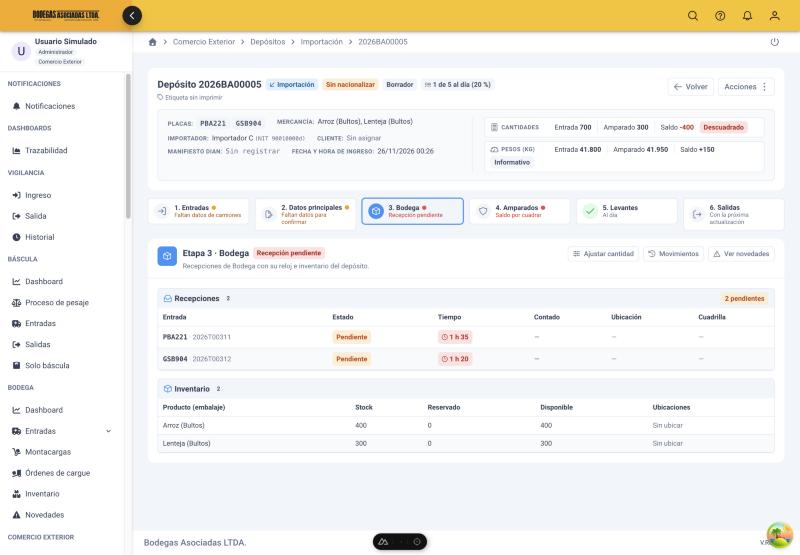 BODEGAS ASOCIADAS LTDA.
U
Usuario Simulado
Administrador
Comercio Exterior
Comercio Exterior > Depósitos > Importación > 2026BA00005
NOTIFICACIONES
Notificaciones
DASHBOARDS
Trazabilidad
VIGILANCIA
Ingreso
Salida
Historial
BÁSCULA
Dashboard
Proceso de pesaje
Entradas
Salidas
Solo báscula
BODEGA
Dashboard
Entradas
Montacargas
Órdenes de cargue
Inventario
Novedades
COMERCIO EXTERIOR
Depósito 2026BA00005 Importación Sin nacionalizar Borrador 1 de 5 al día (20 %)
Etiqueta sin imprimir
Volver
Acciones
PLACAS: PBA221 GSB904 MERCANCÍA: Arroz (Bultos), Lenteja (Bultos)
IMPORTADOR: Importador C (NIT 90010000d) CLIENTE: Sin asignar
MANIFIESTO DIAN: Sin registrar FECHA Y HORA DE INGRESO: 26/11/2026 00:26
CANTIDADES Entrada 700 Amparado 300 Saldo -400 Descuadrado
PESOS (KG) Entrada 41.800 Amparado 41.950 Saldo +150
Informativo
1. Entradas
Faltan datos de camiones
2. Datos principales
Faltan datos para
confirmar
3. Bodega
Recepción pendiente
4. Amparados
Saldo por cuadrar
5. Levantes
Al día
6. Salidas
Con la próxima
actualización
Etapa 3 · Bodega Recepción pendiente
Recepciones de Bodega con su reloj e inventario del depósito.
Ajustar cantidad
Movimientos
Ver novedades
Recepciones 2
2 pendientes
Entrada Estado Tiempo Contado Ubicación Cuadrilla
PBA221 · 2026T00311 Pendiente 1 h 35 — — —
GSB904 · 2026T00312 Pendiente 1 h 20 — — —
Inventario 2
Producto (embalaje) Stock Reservado Disponible Ubicaciones
Arroz (Bultos) 400 0 400 Sin ubicar
Lenteja (Bultos) 300 0 300 Sin ubicar
Bodegas Asociadas LTDA.